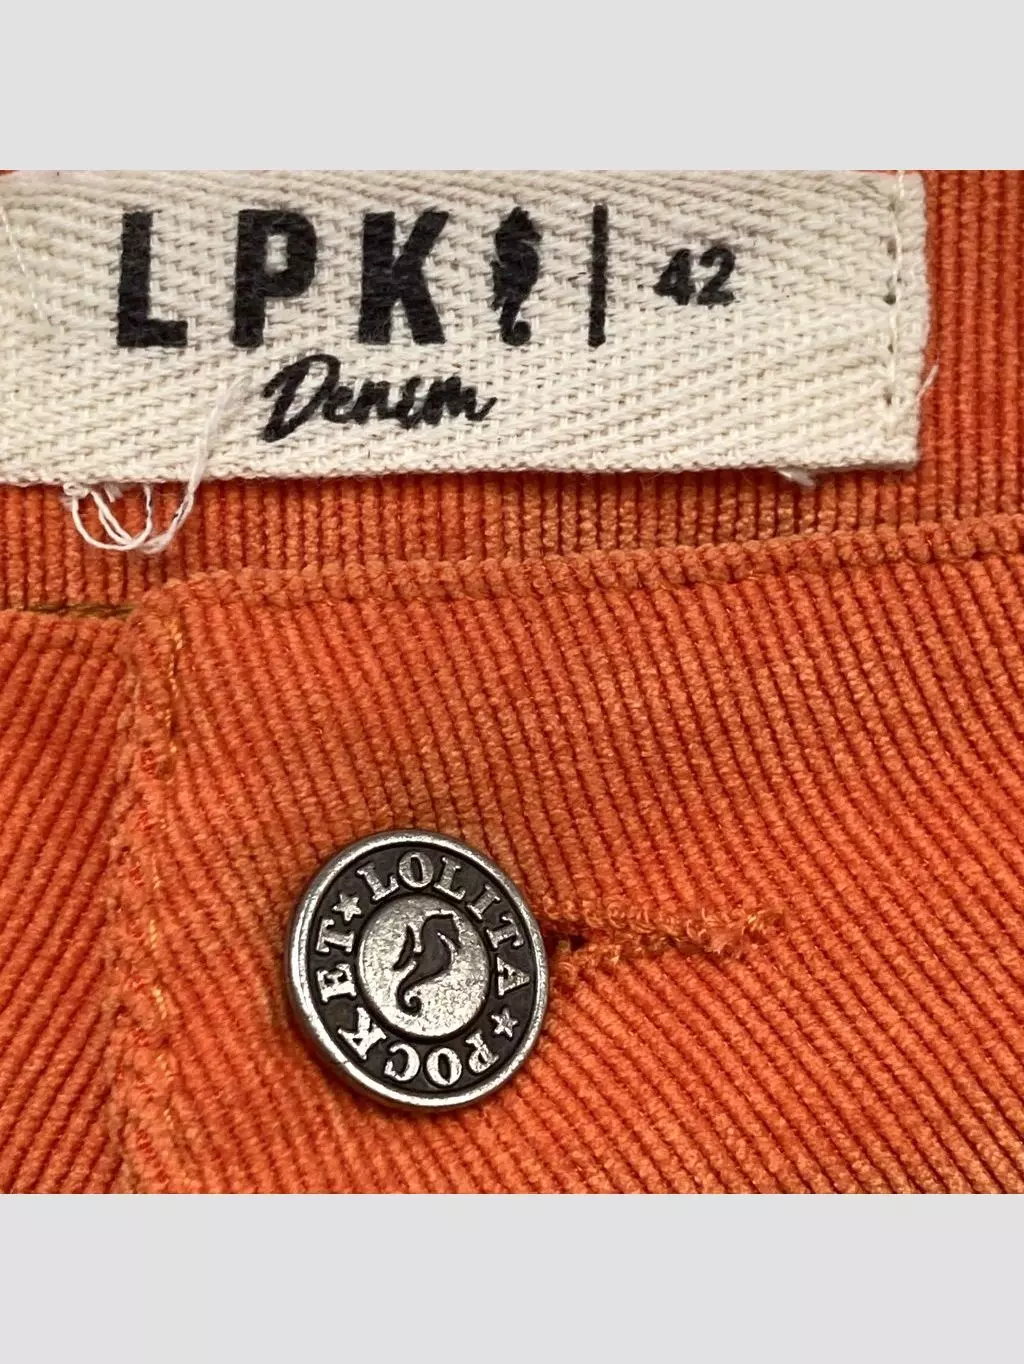 LPK | 42
Denim
LOLITA ★ POCKET ★